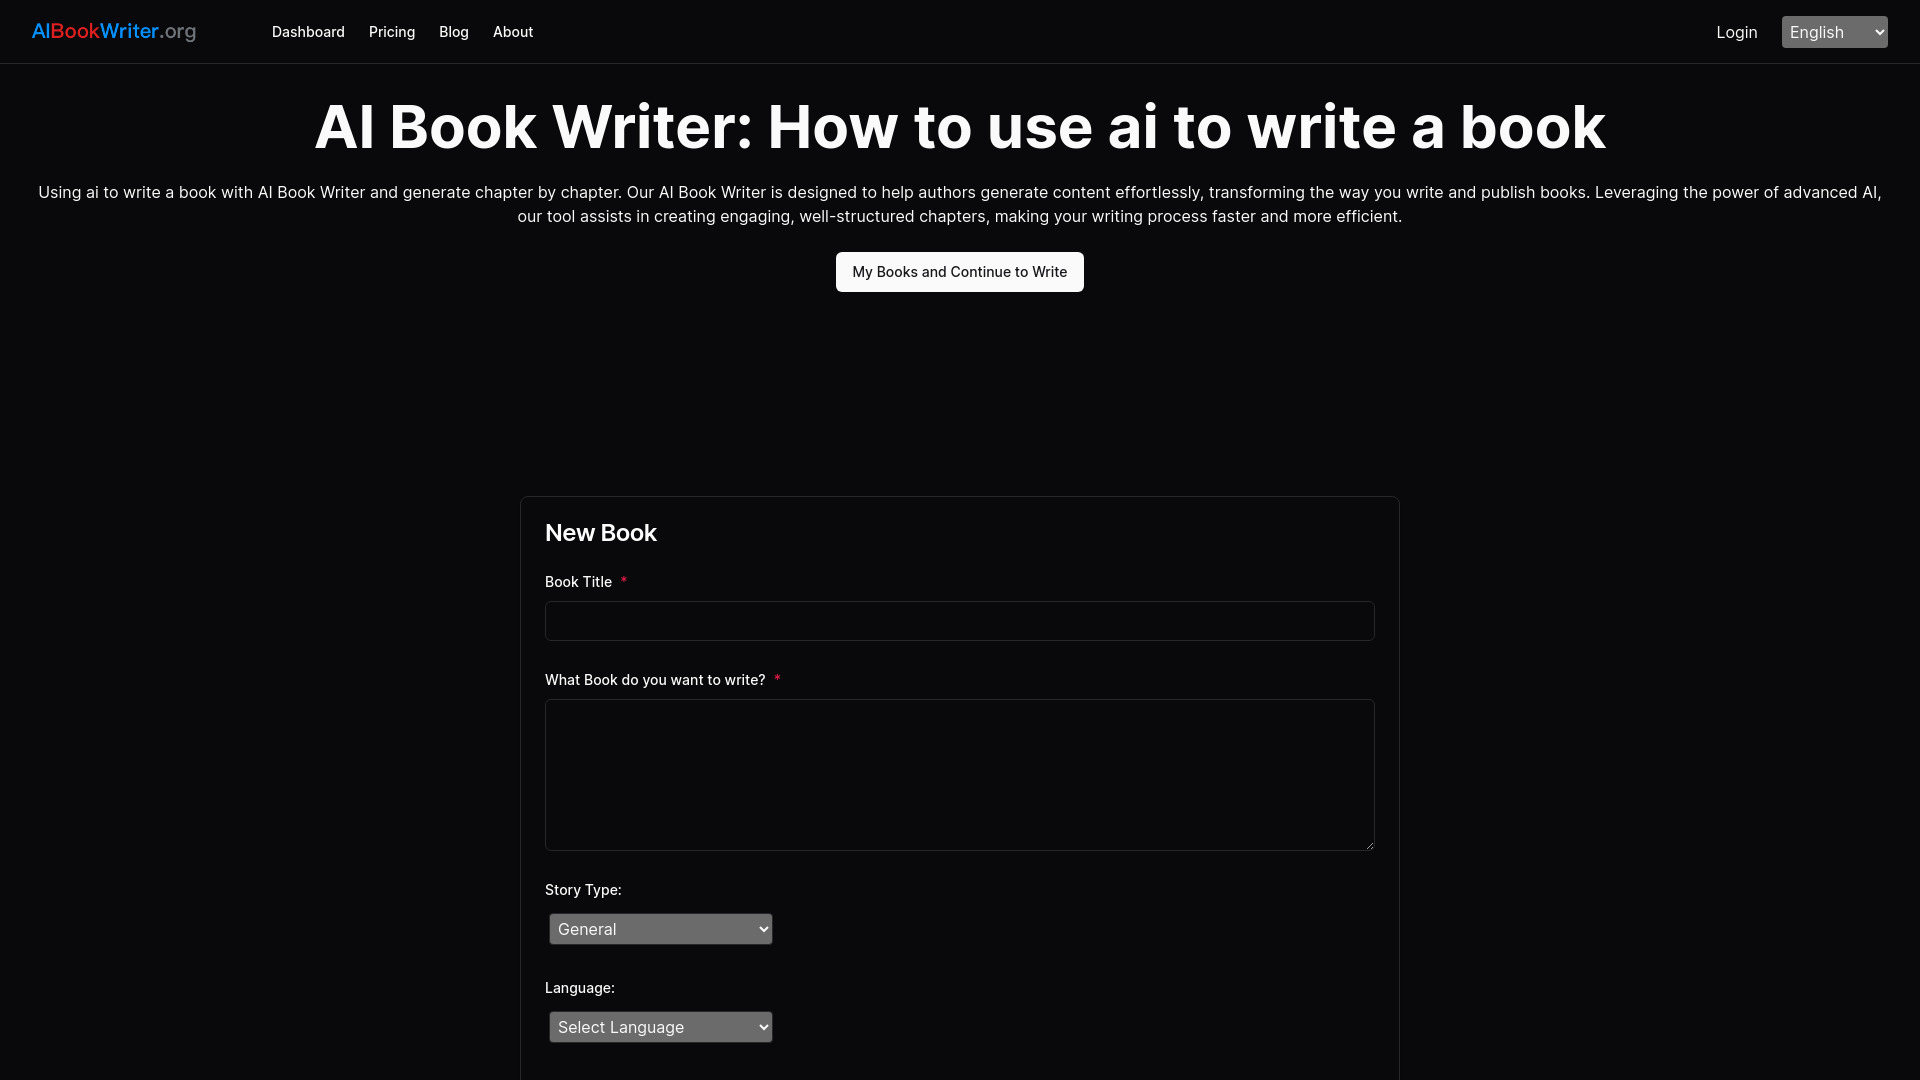 AIBookWriter.org
Dashboard
Pricing
Blog
About
Login
English
AI Book Writer: How to use ai to write a book
Using ai to write a book with AI Book Writer and generate chapter by chapter. Our AI Book Writer is designed to help authors generate content effortlessly, transforming the way you write and publish books. Leveraging the power of advanced AI,
our tool assists in creating engaging, well-structured chapters, making your writing process faster and more efficient.
My Books and Continue to Write
New Book
Book Title *
What Book do you want to write? *
Story Type:
General
Language:
Select Language